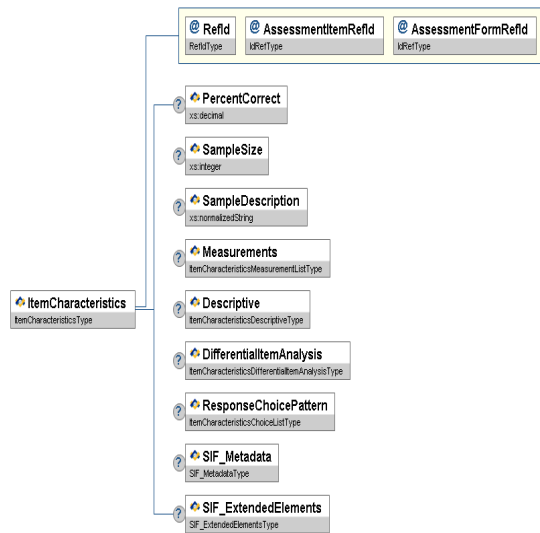 @ RefId
RefIdType
@ AssessmentItemRefId
IdRefType
@ AssessmentFormRefId
IdRefType
? PercentCorrect
xs:decimal
? SampleSize
xs:integer
? SampleDescription
xs:normalizedString
? Measurements
ItemCharacteristicsMeasurementListType
ItemCharacteristics
ItemCharacteristicsType
? Descriptive
ItemCharacteristicsDescriptiveType
? DifferentialItemAnalysis
ItemCharacteristicsDifferentialItemAnalysisType
? ResponseChoicePattern
ItemCharacteristicsChoiceListType
? SIF_Metadata
SIF_MetadataType
? SIF_ExtendedElements
SIF_ExtendedElementsType